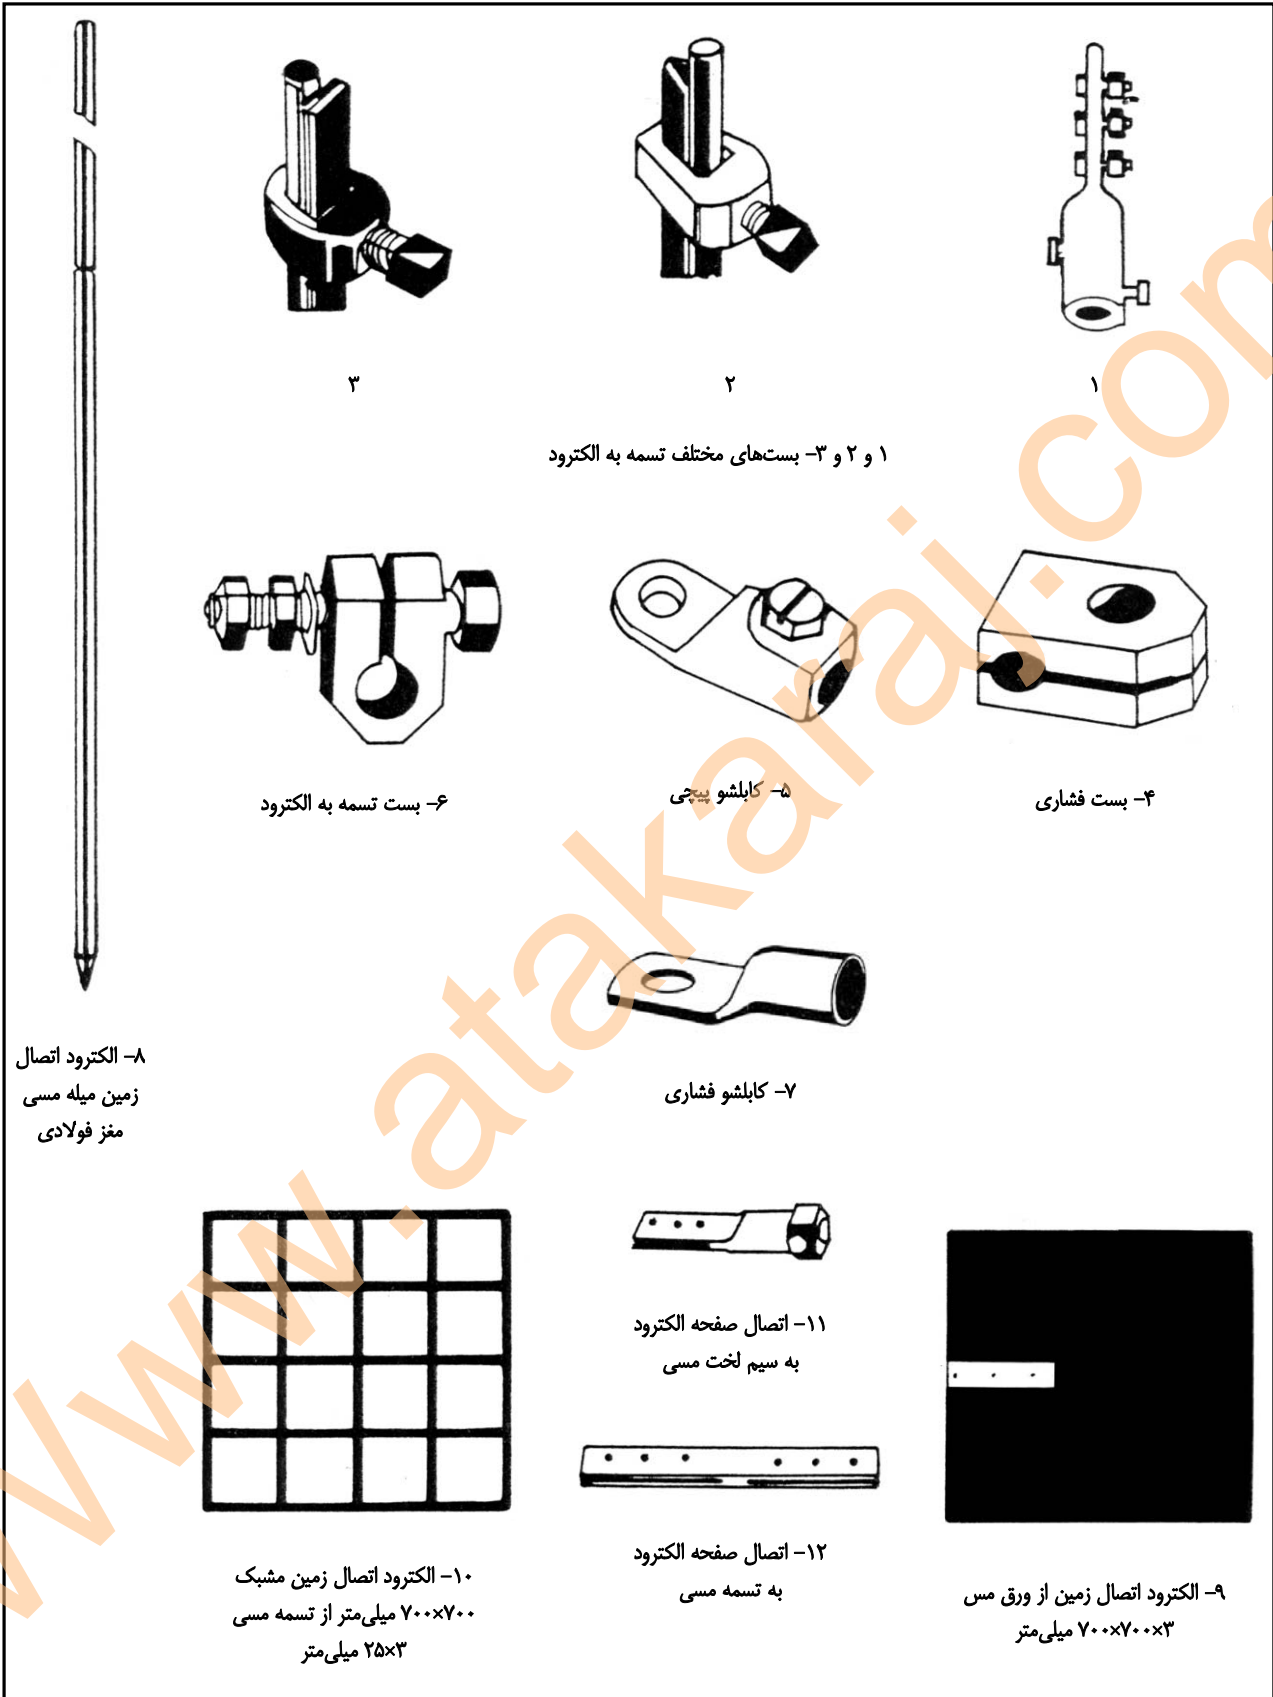 ۱
۲
۳
۱ و ۲ و ۳- بست‌های مختلف تسمه به الکترود
۴- بست فشاری
۵- کابلشو پیچی
۶- بست تسمه به الکترود
۷- کابلشو فشاری
۸- الکترود اتصال
زمین میله مسی
مغز فولادی
۹- الکترود اتصال زمین از ورق مس
۷۰۰×۷۰۰×۳ میلی‌متر
۱۰- الکترود اتصال زمین مشبک
۷۰۰×۷۰۰ میلی‌متر از تسمه مسی
۲۵×۳ میلی‌متر
۱۱- اتصال صفحه الکترود
به سیم لخت مسی
۱۲- اتصال صفحه الکترود
به تسمه مسی
www.atakaraj.com